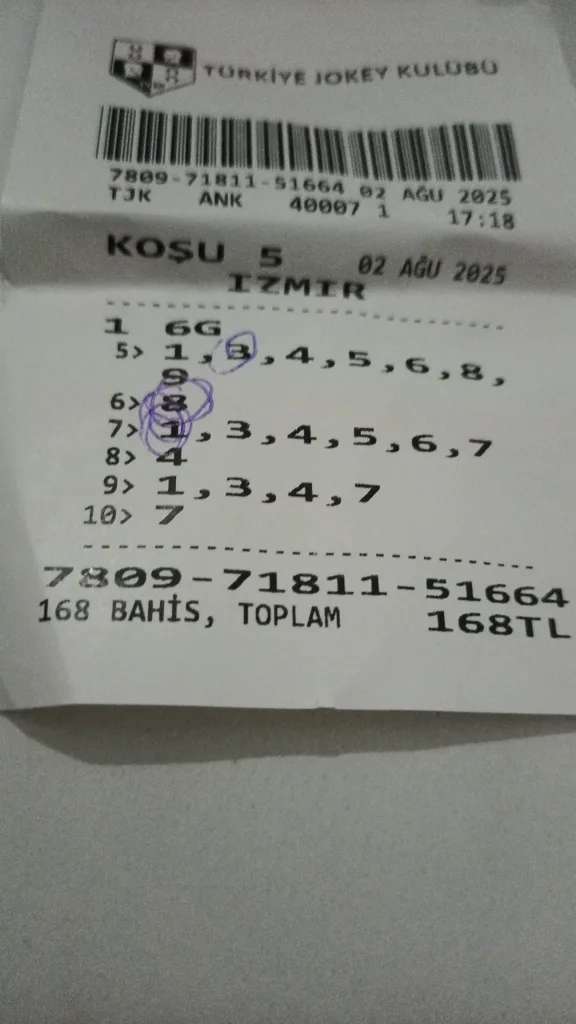 TÜRKİYE JOKEY KULÜBÜ
7809-71811-51664 02 AĞU 2025
TJK ANK 40007 1 17:18
KOŞU 5 02 AĞU 2025
IZMIR
1 6G
5> 1,3,4,5,6,8,
9
6> 8
7> 1,3,4,5,6,7
8> 4
9> 1,3,4,7
10> 7
7809-71811-51664
168 BAHİS, TOPLAM 168TL